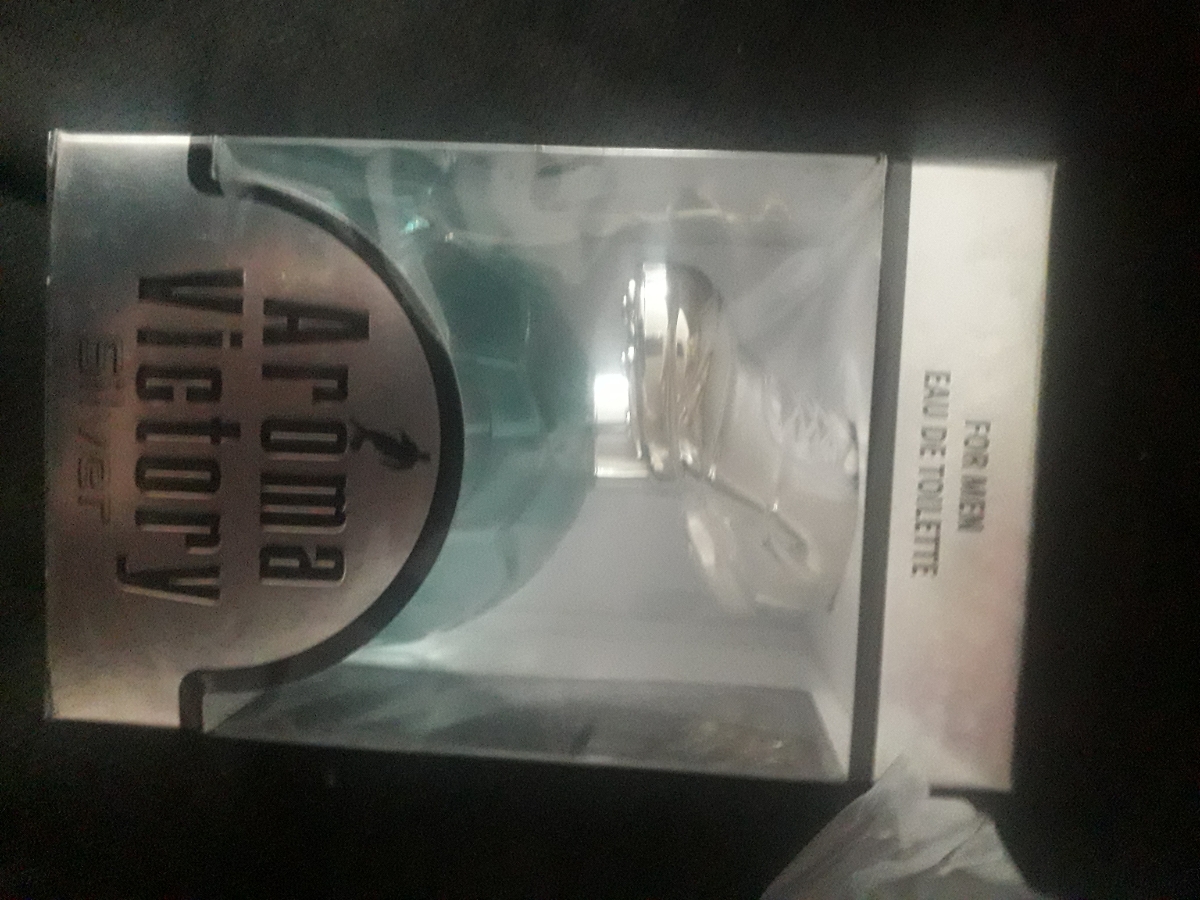 FOR MEN
EAU DE TOILETTE
Aroma
Victory
Silver